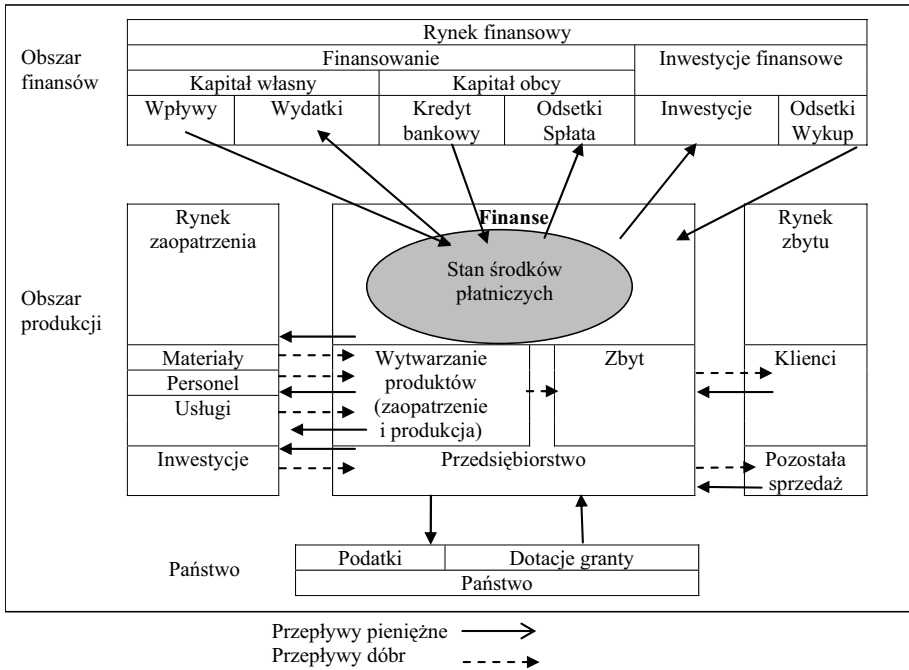 Rynek finansowy
Obszar
finansów
Finansowanie
Inwestycje finansowe
Kapitał własny
Kapitał obcy
Wpływy
Wydatki
Kredyt
bankowy
Odsetki
Spłata
Inwestycje
Odsetki
Wykup
Rynek
zaopatrzenia
Finanse
Rynek
zbytu
Stan środków
płatniczych
Obszar
produkcji
Materiały
Personel
Usługi
Inwestycje
Wytwarzanie
produktów
(zaopatrzenie
i produkcja)
Zbyt
Klienci
Przedsiębiorstwo
Pozostała
sprzedaż
Państwo
Podatki
Dotacje granty
Państwo
Przepływy pieniężne
Przepływy dóbr